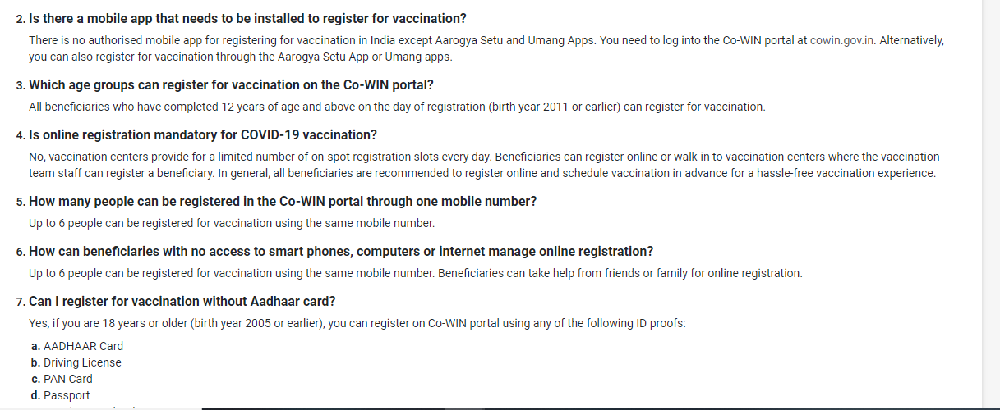 2. Is there a mobile app that needs to be installed to register for vaccination?
There is no authorised mobile app for registering for vaccination in India except Aarogya Setu and Umang Apps. You need to log into the Co-WIN portal at cowin.gov.in. Alternatively,
you can also register for vaccination through the Aarogya Setu App or Umang apps.
3. Which age groups can register for vaccination on the Co-WIN portal?
All beneficiaries who have completed 12 years of age and above on the day of registration (birth year 2011 or earlier) can register for vaccination.
4. Is online registration mandatory for COVID-19 vaccination?
No, vaccination centers provide for a limited number of on-spot registration slots every day. Beneficiaries can register online or walk-in to vaccination centers where the vaccination
team staff can register a beneficiary. In general, all beneficiaries are recommended to register online and schedule vaccination in advance for a hassle-free vaccination experience.
5. How many people can be registered in the Co-WIN portal through one mobile number?
Up to 6 people can be registered for vaccination using the same mobile number.
6. How can beneficiaries with no access to smart phones, computers or internet manage online registration?
Up to 6 people can be registered for vaccination using the same mobile number. Beneficiaries can take help from friends or family for online registration.
7. Can I register for vaccination without Aadhaar card?
Yes, if you are 18 years or older (birth year 2005 or earlier), you can register on Co-WIN portal using any of the following ID proofs:
a. AADHAAR Card
b. Driving License
c. PAN Card
d. Passport